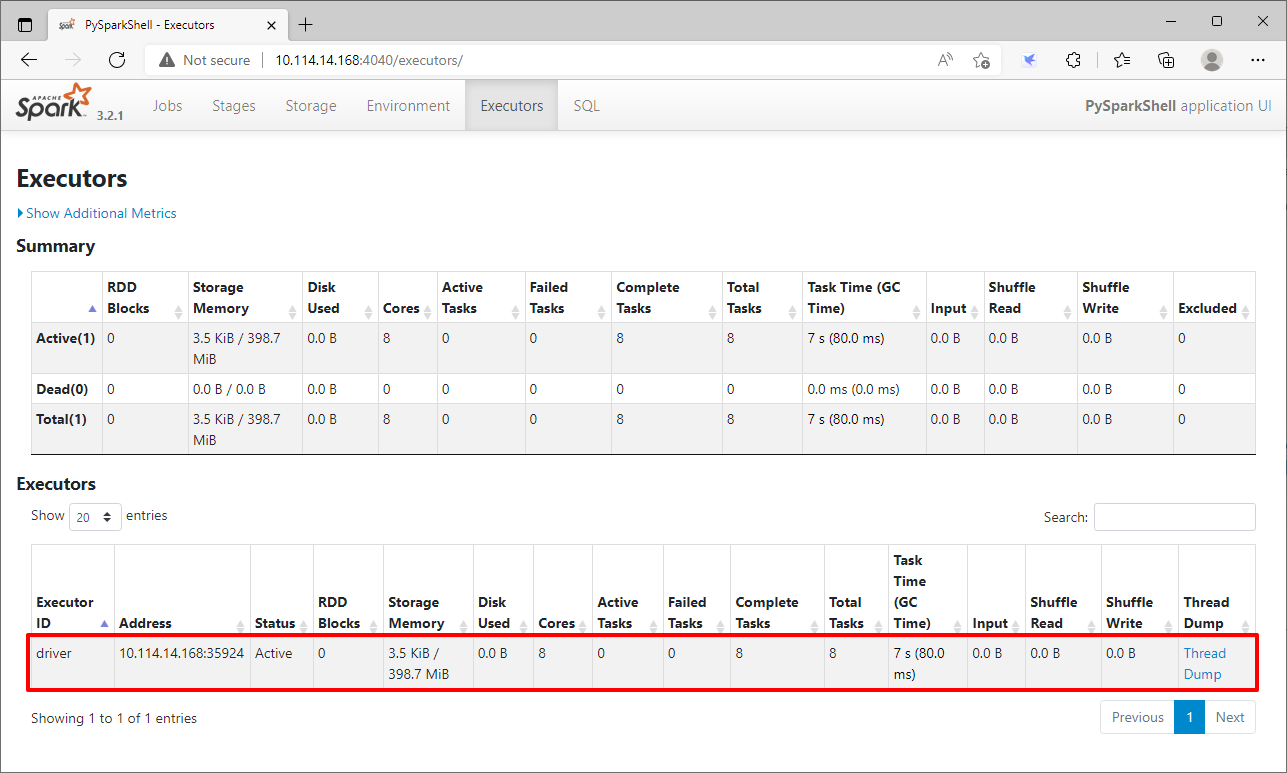 PySparkShell - Executors
Not secure 10.114.14.168:4040/executors/
APACHE
Spark 3.2.1 Jobs Stages Storage Environment Executors SQL PySparkShell application UI
Executors
Show Additional Metrics
Summary
RDD Blocks Storage Memory Disk Used Cores Active Tasks Failed Tasks Complete Tasks Total Tasks Task Time (GC Time) Input Shuffle Read Shuffle Write Excluded
Active(1) 0 3.5 KiB / 398.7 MiB 0.0 B 8 0 0 8 8 7 s (80.0 ms) 0.0 B 0.0 B 0.0 B 0
Dead(0) 0 0.0 B / 0.0 B 0.0 B 0 0 0 0 0 0.0 ms (0.0 ms) 0.0 B 0.0 B 0.0 B 0
Total(1) 0 3.5 KiB / 398.7 MiB 0.0 B 8 0 0 8 8 7 s (80.0 ms) 0.0 B 0.0 B 0.0 B 0
Executors
Show 20 entries Search:
Executor ID Address Status RDD Blocks Storage Memory Disk Used Cores Active Tasks Failed Tasks Complete Tasks Total Tasks Task Time (GC Time) Input Shuffle Read Shuffle Write Thread Dump
driver 10.114.14.168:35924 Active 0 3.5 KiB / 398.7 MiB 0.0 B 8 0 0 8 8 7 s (80.0 ms) 0.0 B 0.0 B 0.0 B Thread Dump
Showing 1 to 1 of 1 entries Previous 1 Next